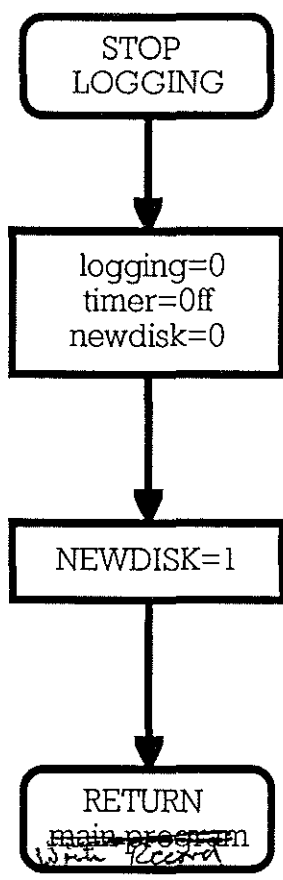 STOP
LOGGING
logging=0
timer=0ff
newdisk=0
NEWDISK=1
RETURN
main program
Write Record